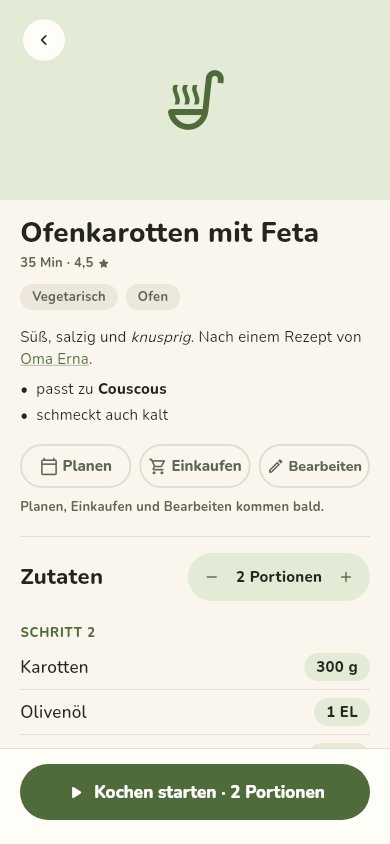 Ofenkarotten mit Feta
35 Min · 4,5 ★
Vegetarisch
Ofen
Süß, salzig und knusprig. Nach einem Rezept von
Oma Erna.
• passt zu Couscous
• schmeckt auch kalt
Planen
Einkaufen
Bearbeiten
Planen, Einkaufen und Bearbeiten kommen bald.
Zutaten
− 2 Portionen +
SCHRITT 2
Karotten 300 g
Olivenöl 1 EL
Kochen starten · 2 Portionen